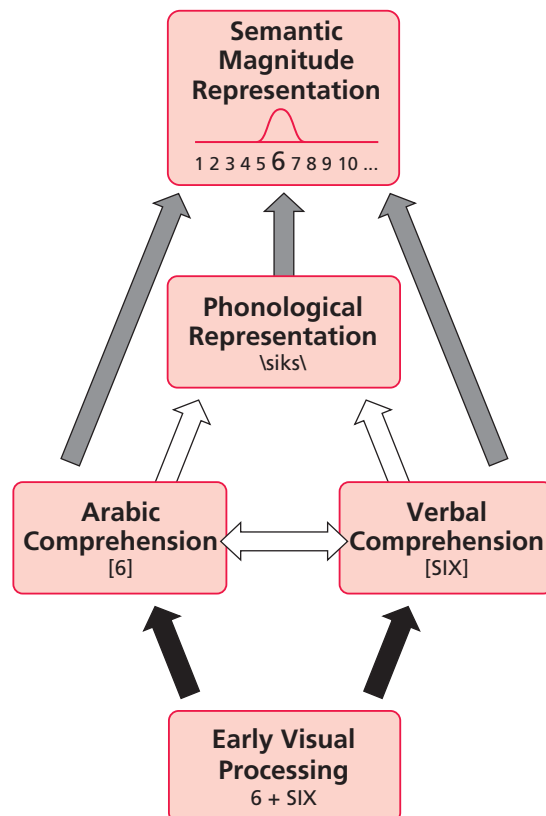 Semantic
Magnitude
Representation
1 2 3 4 5 6 7 8 9 10 ...
Phonological
Representation
\siks\
Arabic
Comprehension
[6]
Verbal
Comprehension
[SIX]
Early Visual
Processing
6 + SIX